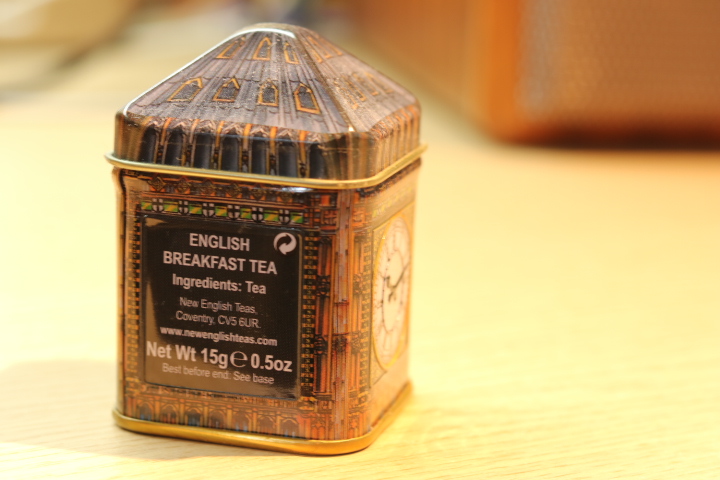 ENGLISH
BREAKFAST TEA
Ingredients: Tea
New English Teas,
Coventry, CV5 6UR.
www.newenglishteas.com
Net Wt 15g℮0.5oz
Best before end: See base